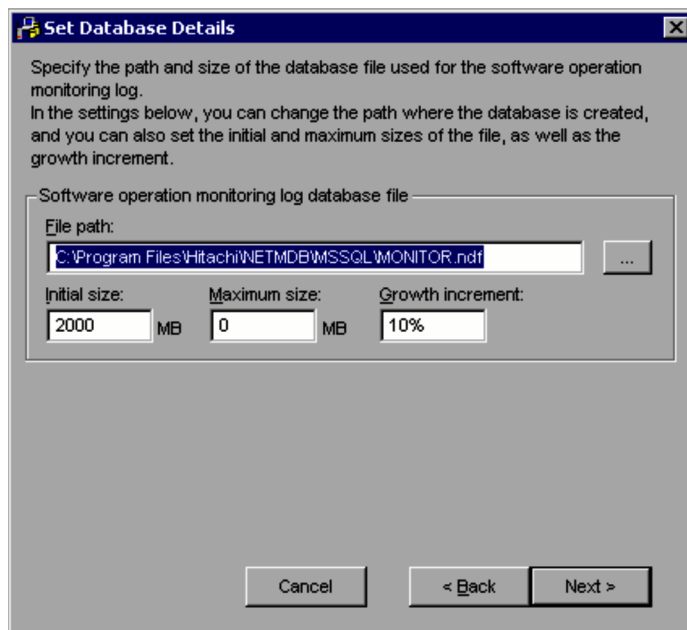 Set Database Details
Specify the path and size of the database file used for the software operation
monitoring log.
In the settings below, you can change the path where the database is created,
and you can also set the initial and maximum sizes of the file, as well as the
growth increment.
Software operation monitoring log database file
File path:
C:\Program Files\Hitachi\NETMDB\MSSQL\MONITOR.ndf
...
Initial size: Maximum size: Growth increment:
2000 MB 0 MB 10%
Cancel < Back Next >